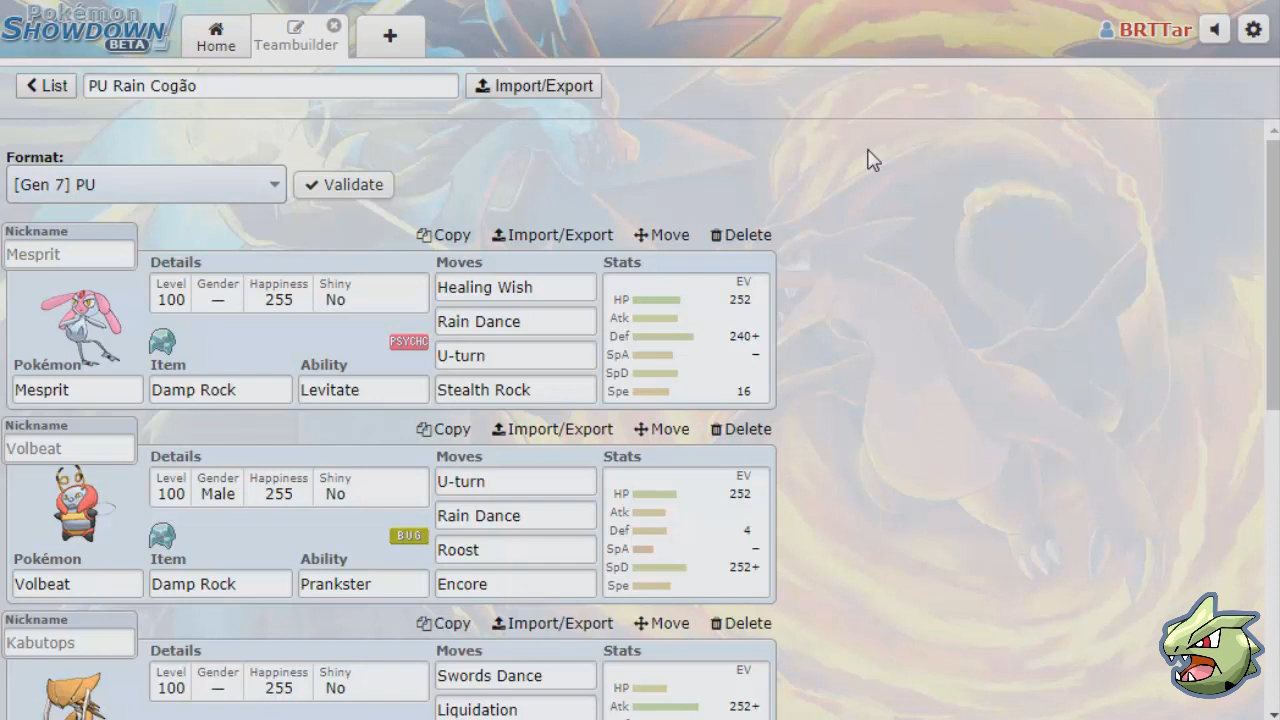 Pokémon
SHOWDOWN!
BETA
Home
Teambuilder
+
BRTTar
List
PU Rain Cogão
Import/Export
Format:
[Gen 7] PU
Validate
Nickname
Mesprit
Copy Import/Export Move Delete
Details Moves Stats
Level Gender Happiness Shiny
100 — 255 No
PSYCHC
Pokémon Item Ability
Mesprit Damp Rock Levitate
Healing Wish
Rain Dance
U-turn
Stealth Rock
EV
HP 252
Atk
Def 240+
SpA –
SpD
Spe 16
Nickname
Volbeat
Copy Import/Export Move Delete
Details Moves Stats
Level Gender Happiness Shiny
100 Male 255 No
BUG
Pokémon Item Ability
Volbeat Damp Rock Prankster
U-turn
Rain Dance
Roost
Encore
EV
HP 252
Atk
Def 4
SpA –
SpD 252+
Spe
Nickname
Kabutops
Copy Import/Export Move Delete
Details Moves Stats
Level Gender Happiness Shiny
100 — 255 No
Swords Dance
Liquidation
EV
HP
Atk 252+